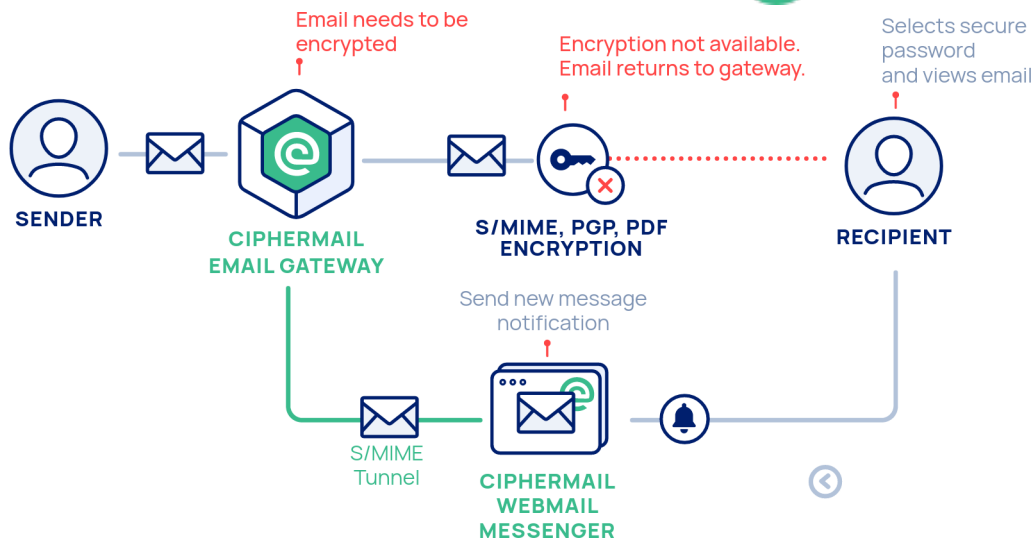 Email needs to be
encrypted
Encryption not available.
Email returns to gateway.
Selects secure
password
and views email
SENDER
CIPHERMAIL
EMAIL GATEWAY
S/MIME, PGP, PDF
ENCRYPTION
RECIPIENT
Send new message
notification
S/MIME
Tunnel
CIPHERMAIL
WEBMAIL
MESSENGER